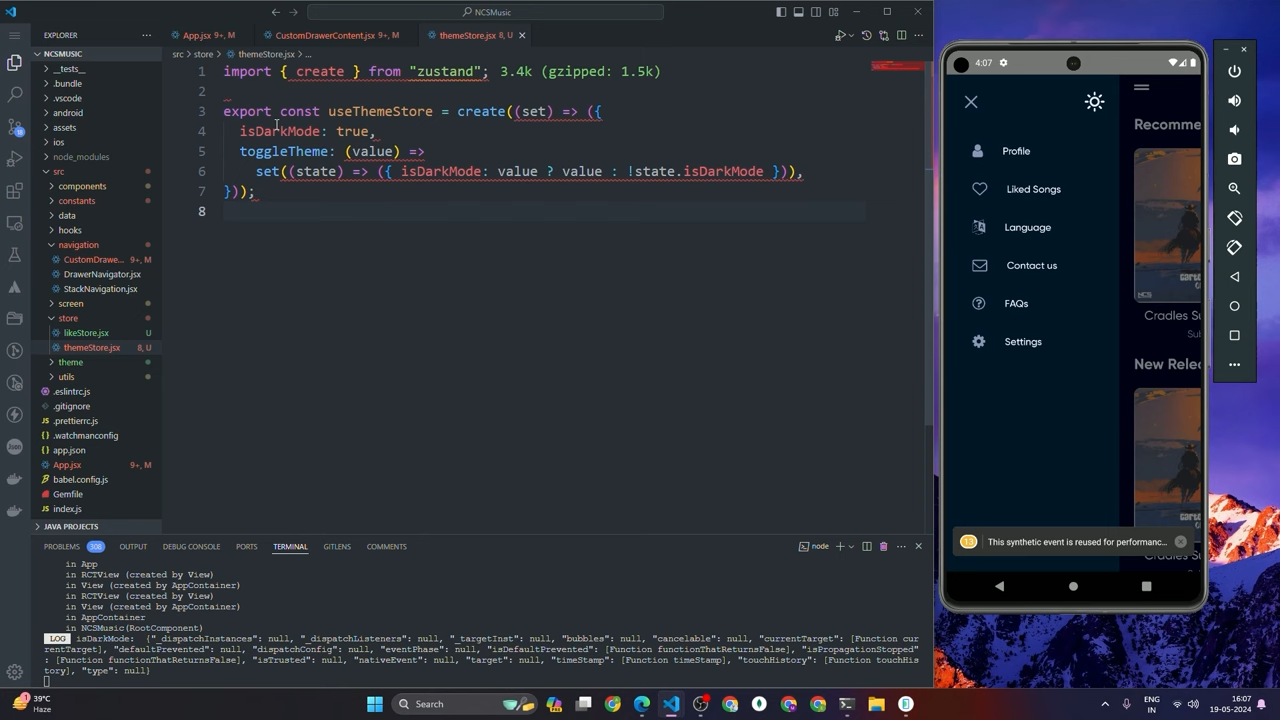 NCSMusic
EXPLORER
App.jsx 9+, M
CustomDrawerContent.jsx 9+, M
themeStore.jsx 8, U
NCSMUSIC
src > store > themeStore.jsx > ...
__tests__
.bundle
.vscode
android
assets
ios
node_modules
src
components
constants
data
hooks
navigation
CustomDrawe... 9+, M
DrawerNavigator.jsx
StackNavigation.jsx
screen
store
likeStore.jsx U
themeStore.jsx 8, U
theme
utils
.eslintrc.js
.gitignore
.prettierrc.js
.watchmanconfig
app.json
App.jsx 9+, M
babel.config.js
Gemfile
index.js
JAVA PROJECTS
1 import { create } from "zustand"; 3.4k (gzipped: 1.5k)
2
3 export const useThemeStore = create((set) => ({
4 isDarkMode: true,
5 toggleTheme: (value) =>
6 set((state) => ({ isDarkMode: value ? value : !state.isDarkMode })),
7 }));
8
PROBLEMS 308 OUTPUT DEBUG CONSOLE PORTS TERMINAL GITLENS COMMENTS
node
in App
in RCTView (created by View)
in View (created by AppContainer)
in RCTView (created by View)
in View (created by AppContainer)
in AppContainer
in NCSMusic(RootComponent)
LOG isDarkMode: {"_dispatchInstances": null, "_dispatchListeners": null, "_targetInst": null, "bubbles": null, "cancelable": null, "currentTarget": [Function cur
rentTarget], "defaultPrevented": null, "dispatchConfig": null, "eventPhase": null, "isDefaultPrevented": [Function functionThatReturnsFalse], "isPropagationStopped"
: [Function functionThatReturnsFalse], "isTrusted": null, "nativeEvent": null, "target": null, "timeStamp": [Function timeStamp], "touchHistory": [Function touchHis
tory], "type": null}
4:07
Recomme
Profile
Liked Songs
Language
Contact us
FAQs
Settings
NCS
Cradles Su
Sub
New Relea
13 This synthetic event is reused for performanc...
Cradles Su
39°C
Haze
Search
ENG
IN
16:07
19-05-2024